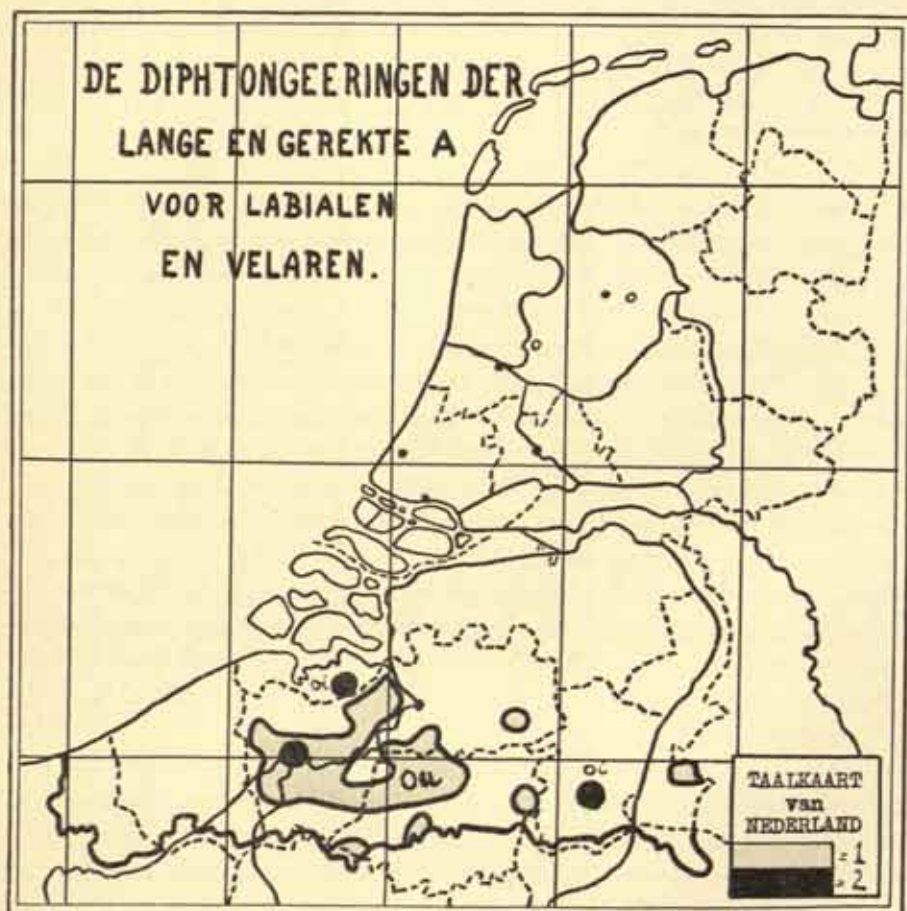 DE DIPHTONGEERINGEN DER
LANGE EN GEREKTE A
VOOR LABIALEN
EN VELAREN.
ou
TAALKAART
van
NEDERLAND
= 1
= 2